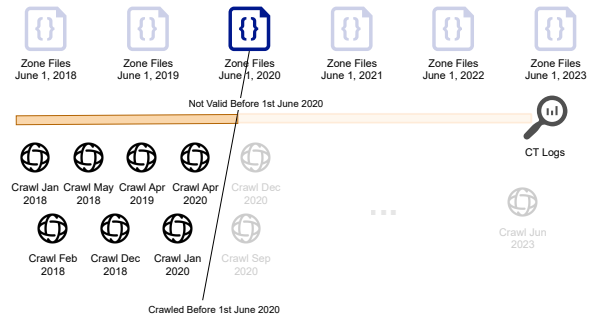 Zone Files
June 1, 2018
Zone Files
June 1, 2019
Zone Files
June 1, 2020
Zone Files
June 1, 2021
Zone Files
June 1, 2022
Zone Files
June 1, 2023
Not Valid Before 1st June 2020
CT Logs
Crawl Jan
2018
Crawl May
2018
Crawl Apr
2019
Crawl Apr
2020
Crawl Dec
2020
Crawl Feb
2018
Crawl Dec
2018
Crawl Jan
2020
Crawl Sep
2020
...
Crawl Jun
2023
Crawled Before 1st June 2020